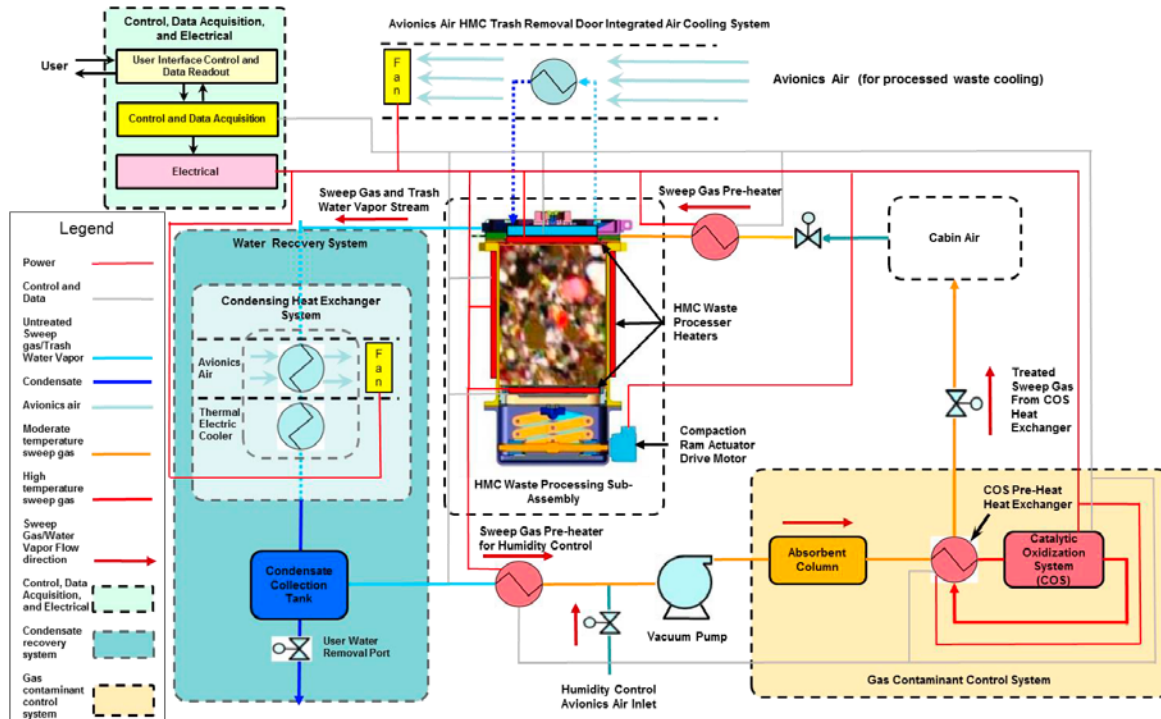 Control, Data Acquisition,
and Electrical
User
User Interface Control and
Data Readout
Control and Data Acquisition
Electrical
Avionics Air HMC Trash Removal Door Integrated Air Cooling System
Fan
Avionics Air (for processed waste cooling)
Legend
Power
Control and
Data
Untreated
Sweep
gas/Trash
Water Vapor
Condensate
Avionics air
Moderate
temperature
sweep gas
High
temperature
sweep gas
Sweep
Gas/Water
Vapor Flow
direction
Control, Data
Acquisition,
and Electrical
Condensate
recovery
system
Gas
contaminant
control
system
Sweep Gas and Trash
Water Vapor Stream
Water Recovery System
Condensing Heat Exchanger
System
Avionics
Air
Fan
Thermal
Electric
Cooler
Condensate
Collection
Tank
User Water
Removal Port
Sweep Gas Pre-heater
HMC Waste
Processer
Heaters
Compaction
Ram Actuator
Drive Motor
HMC Waste Processing Sub-
Assembly
Cabin Air
Treated
Sweep Gas
From COS
Heat
Exchanger
Sweep Gas Pre-heater
for Humidity Control
Vacuum Pump
Humidity Control
Avionics Air Inlet
Absorbent
Column
COS Pre-Heat
Heat Exchanger
Catalytic
Oxidization
System
(COS)
Gas Contaminant Control System